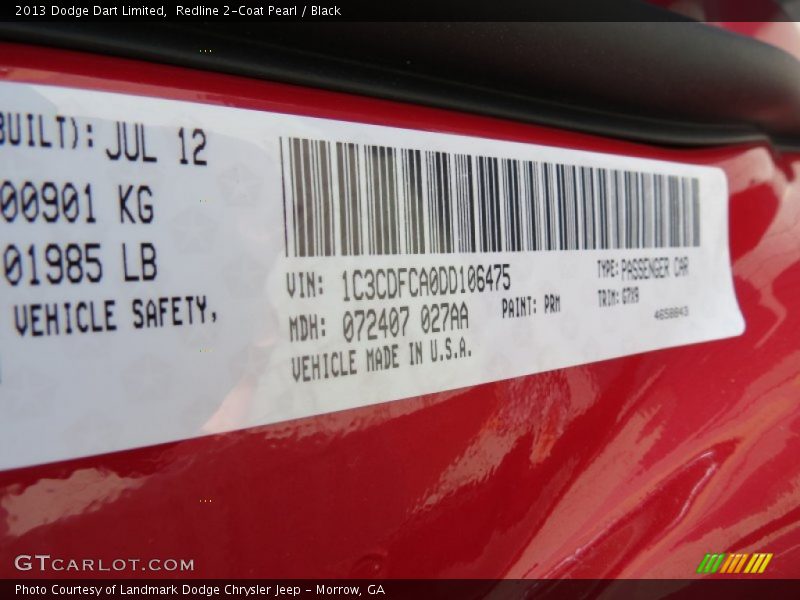 2013 Dodge Dart Limited,  Redline 2-Coat Pearl / Black
BUILT): JUL 12
00901 KG
01985 LB
VEHICLE SAFETY,
VIN: 1C3CDFCA0DD106475
TYPE: PASSENGER CAR
MDH: 072407 027AA
PAINT: PRM
TRIM: G7X9
4658843
VEHICLE MADE IN U.S.A.
GTCARLOT.COM
Photo Courtesy of Landmark Dodge Chrysler Jeep - Morrow, GA